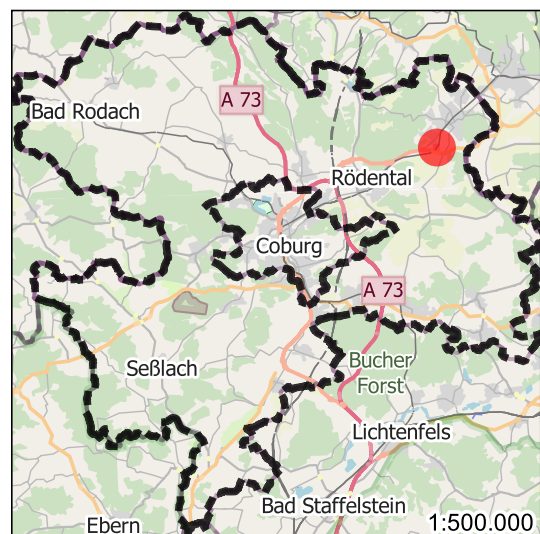 A 73
Bad Rodach
Rödental
Coburg
A 73
Bucher
Forst
Seßlach
Lichtenfels
Bad Staffelstein
Ebern
1:500.000